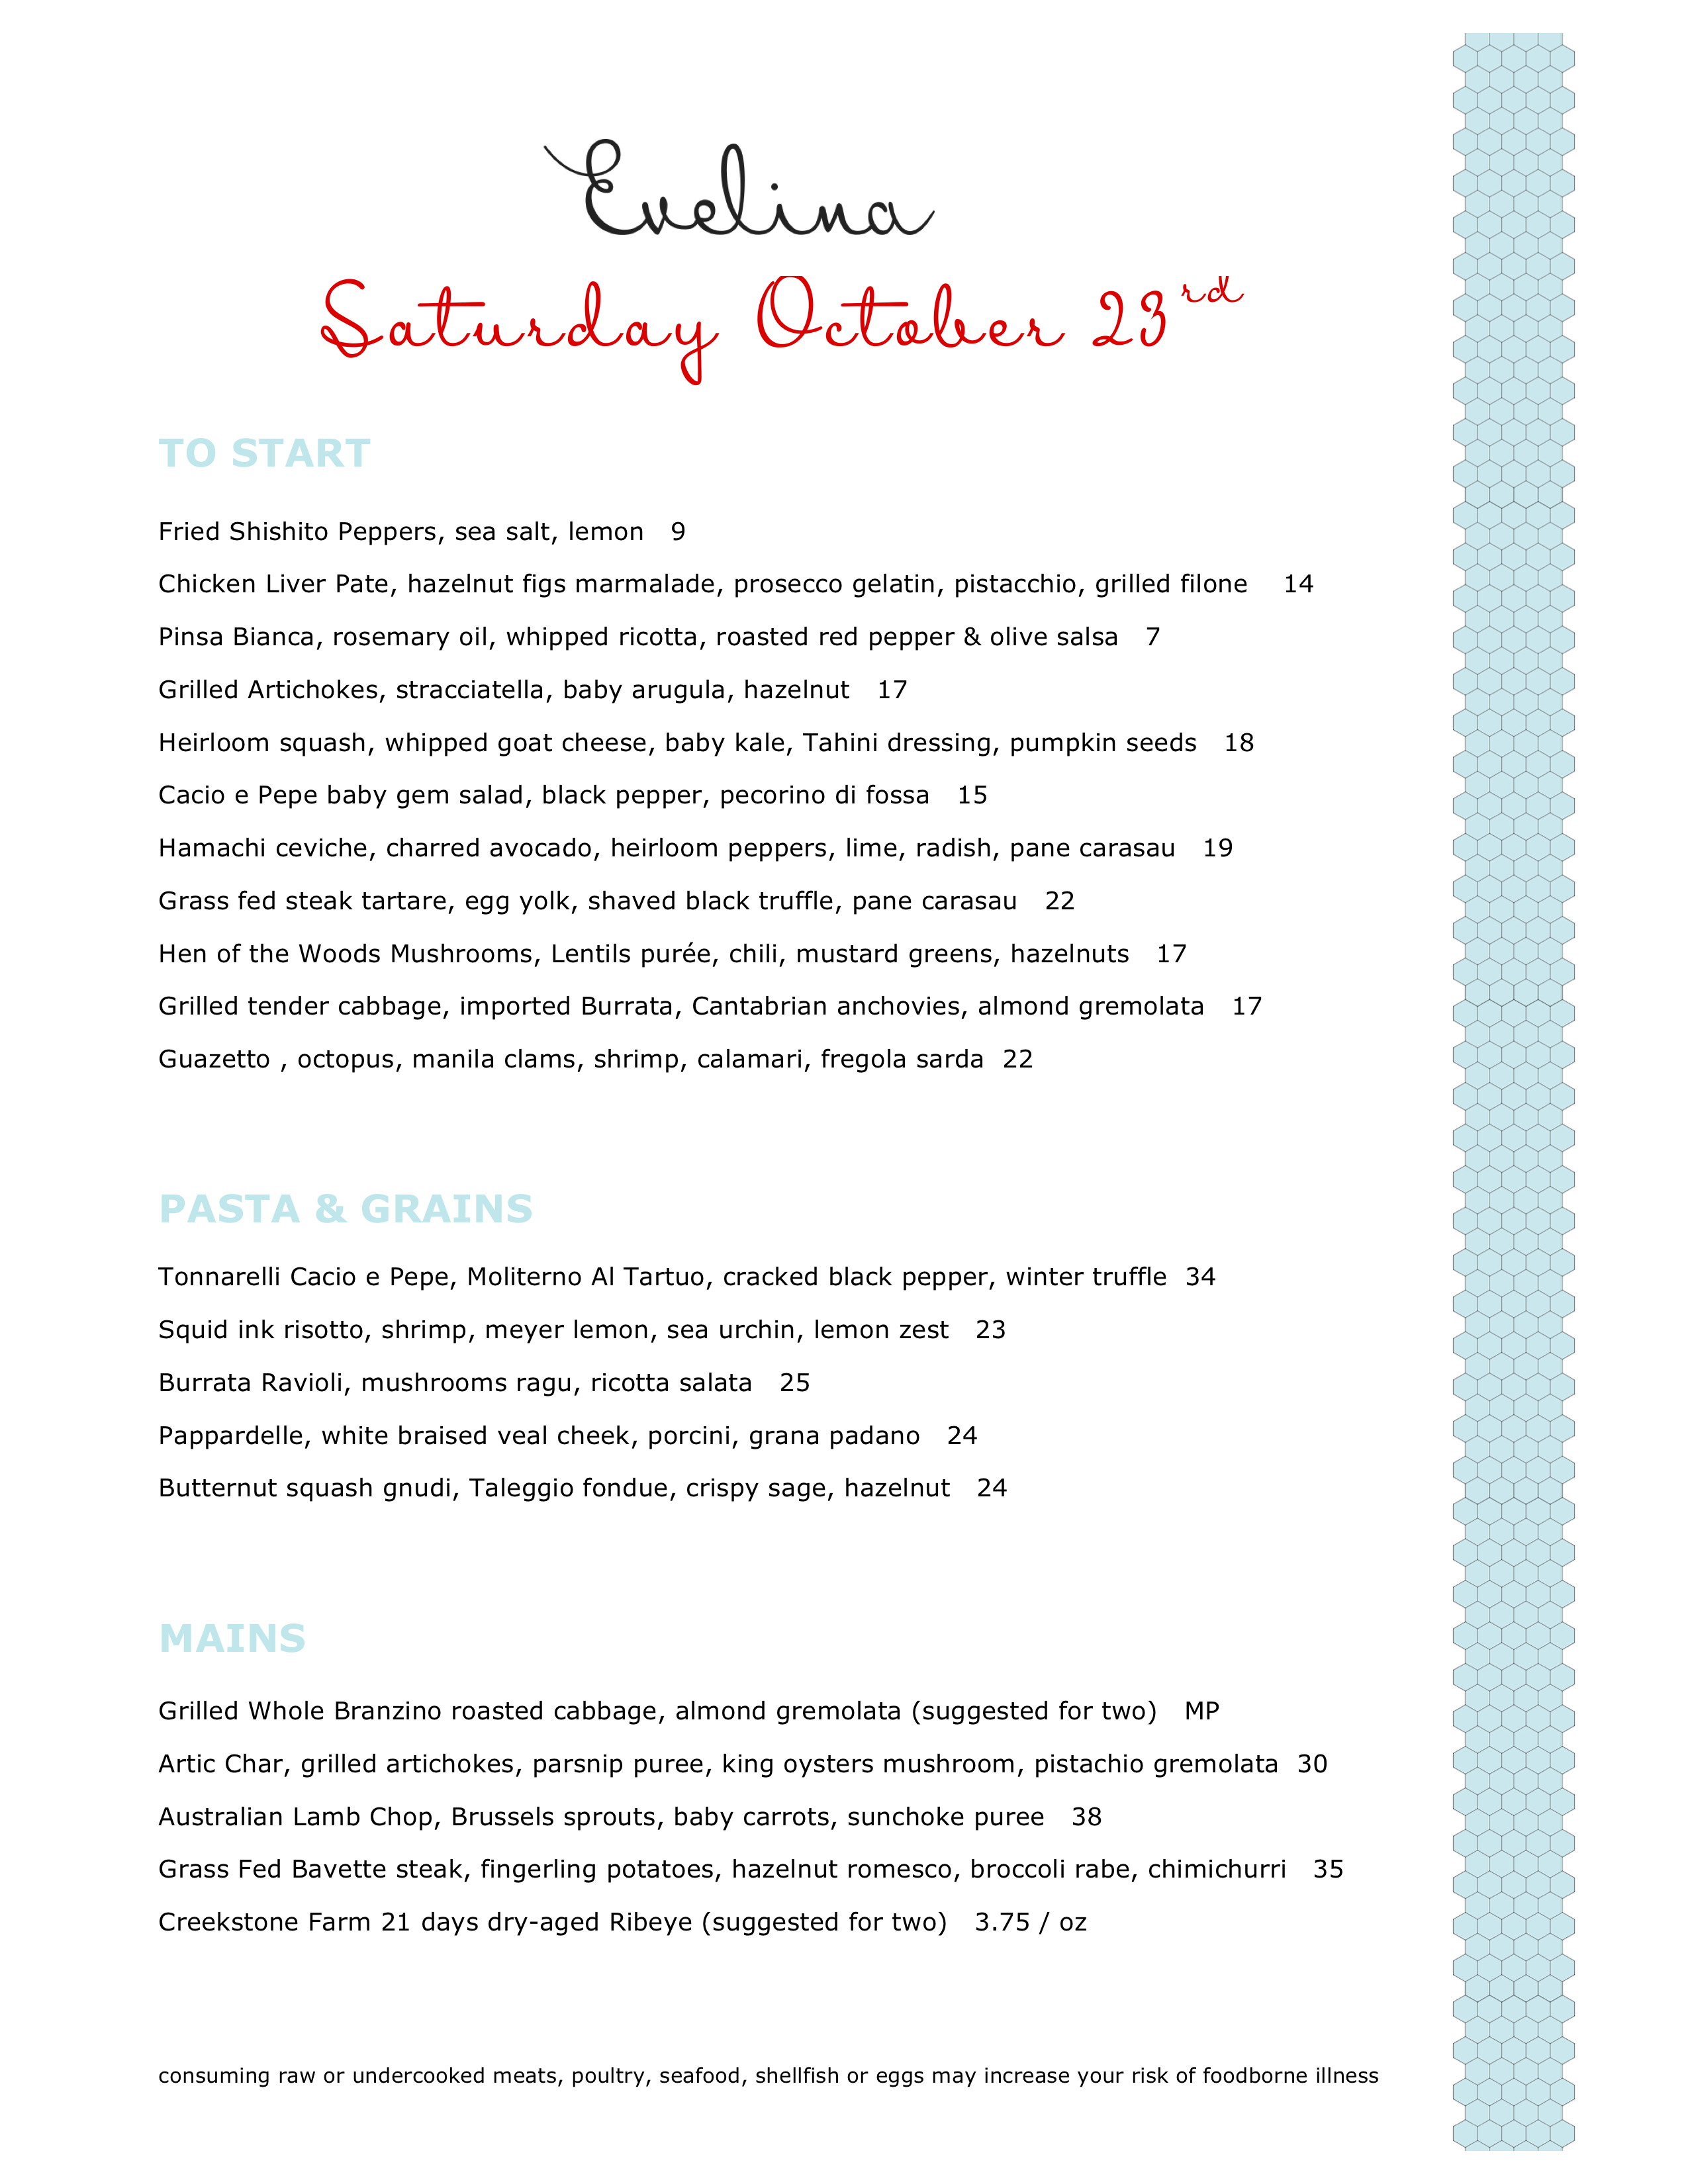 Evelina
Saturday October 23rd
TO START
Fried Shishito Peppers, sea salt, lemon 9
Chicken Liver Pate, hazelnut figs marmalade, prosecco gelatin, pistacchio, grilled filone 14
Pinsa Bianca, rosemary oil, whipped ricotta, roasted red pepper & olive salsa 7
Grilled Artichokes, stracciatella, baby arugula, hazelnut 17
Heirloom squash, whipped goat cheese, baby kale, Tahini dressing, pumpkin seeds 18
Cacio e Pepe baby gem salad, black pepper, pecorino di fossa 15
Hamachi ceviche, charred avocado, heirloom peppers, lime, radish, pane carasau 19
Grass fed steak tartare, egg yolk, shaved black truffle, pane carasau 22
Hen of the Woods Mushrooms, Lentils purée, chili, mustard greens, hazelnuts 17
Grilled tender cabbage, imported Burrata, Cantabrian anchovies, almond gremolata 17
Guazetto , octopus, manila clams, shrimp, calamari, fregola sarda 22
PASTA & GRAINS
Tonnarelli Cacio e Pepe, Moliterno Al Tartuo, cracked black pepper, winter truffle 34
Squid ink risotto, shrimp, meyer lemon, sea urchin, lemon zest 23
Burrata Ravioli, mushrooms ragu, ricotta salata 25
Pappardelle, white braised veal cheek, porcini, grana padano 24
Butternut squash gnudi, Taleggio fondue, crispy sage, hazelnut 24
MAINS
Grilled Whole Branzino roasted cabbage, almond gremolata (suggested for two) MP
Artic Char, grilled artichokes, parsnip puree, king oysters mushroom, pistachio gremolata 30
Australian Lamb Chop, Brussels sprouts, baby carrots, sunchoke puree 38
Grass Fed Bavette steak, fingerling potatoes, hazelnut romesco, broccoli rabe, chimichurri 35
Creekstone Farm 21 days dry-aged Ribeye (suggested for two) 3.75 / oz
consuming raw or undercooked meats, poultry, seafood, shellfish or eggs may increase your risk of foodborne illness